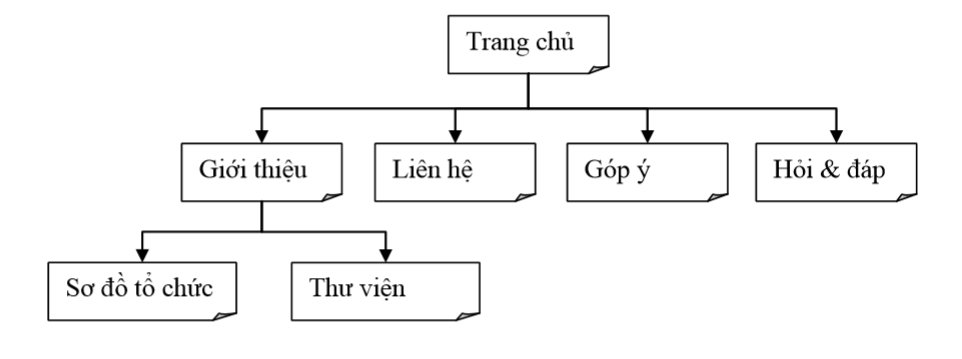 Trang chủ
Giới thiệu
Liên hệ
Góp ý
Hỏi & đáp
Sơ đồ tổ chức
Thư viện